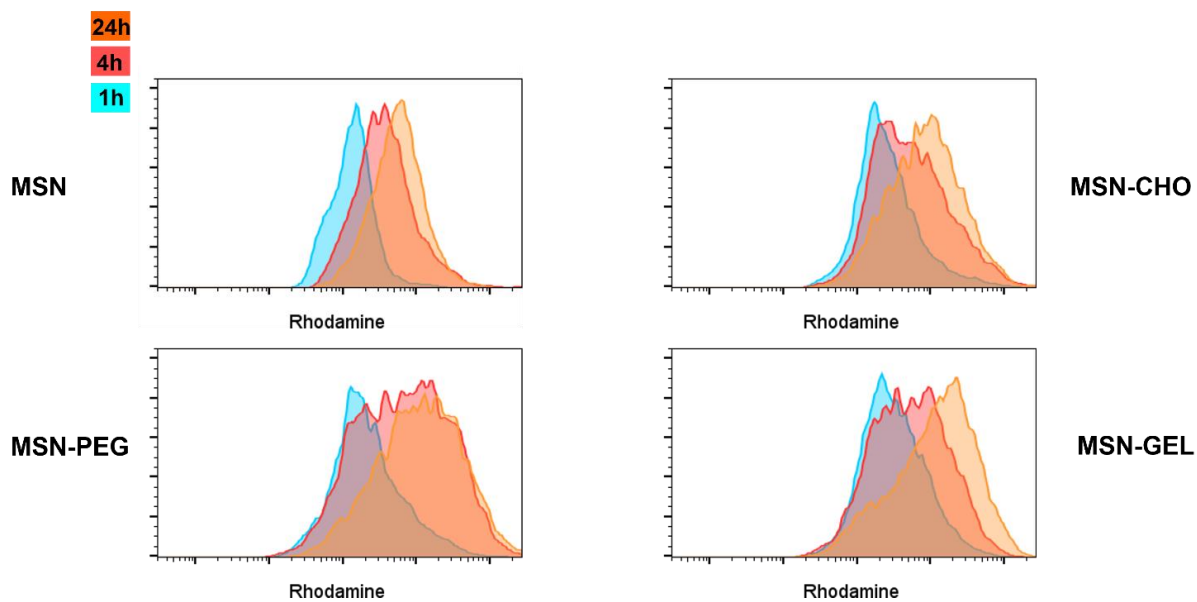 24h
4h
1h
MSN
Rhodamine
MSN-CHO
Rhodamine
MSN-PEG
Rhodamine
MSN-GEL
Rhodamine